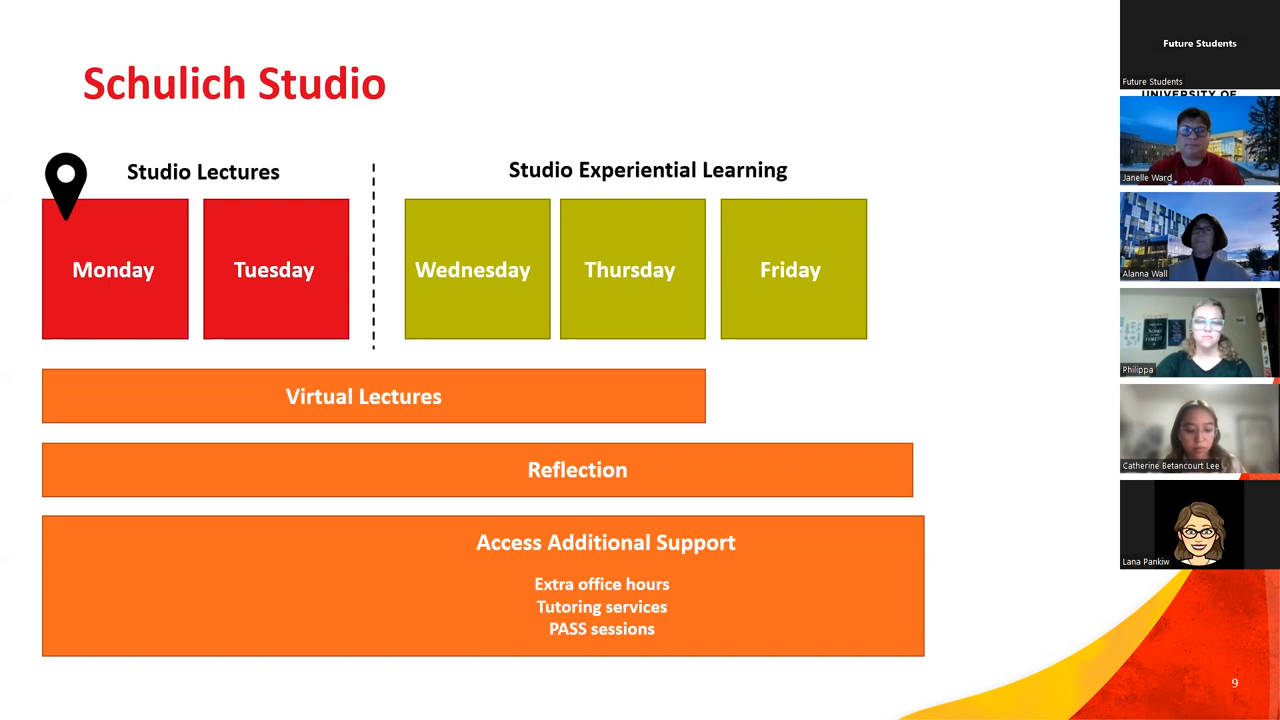 Schulich Studio
Studio Lectures
Studio Experiential Learning
Monday
Tuesday
Wednesday
Thursday
Friday
Virtual Lectures
Reflection
Access Additional Support
Extra office hours
Tutoring services
PASS sessions
9
Future Students
Future Students
UNIVERSITY OF
Janelle Ward
Alanna Wall
Philippa
Catherine Betancourt Lee
Lana Pankiw